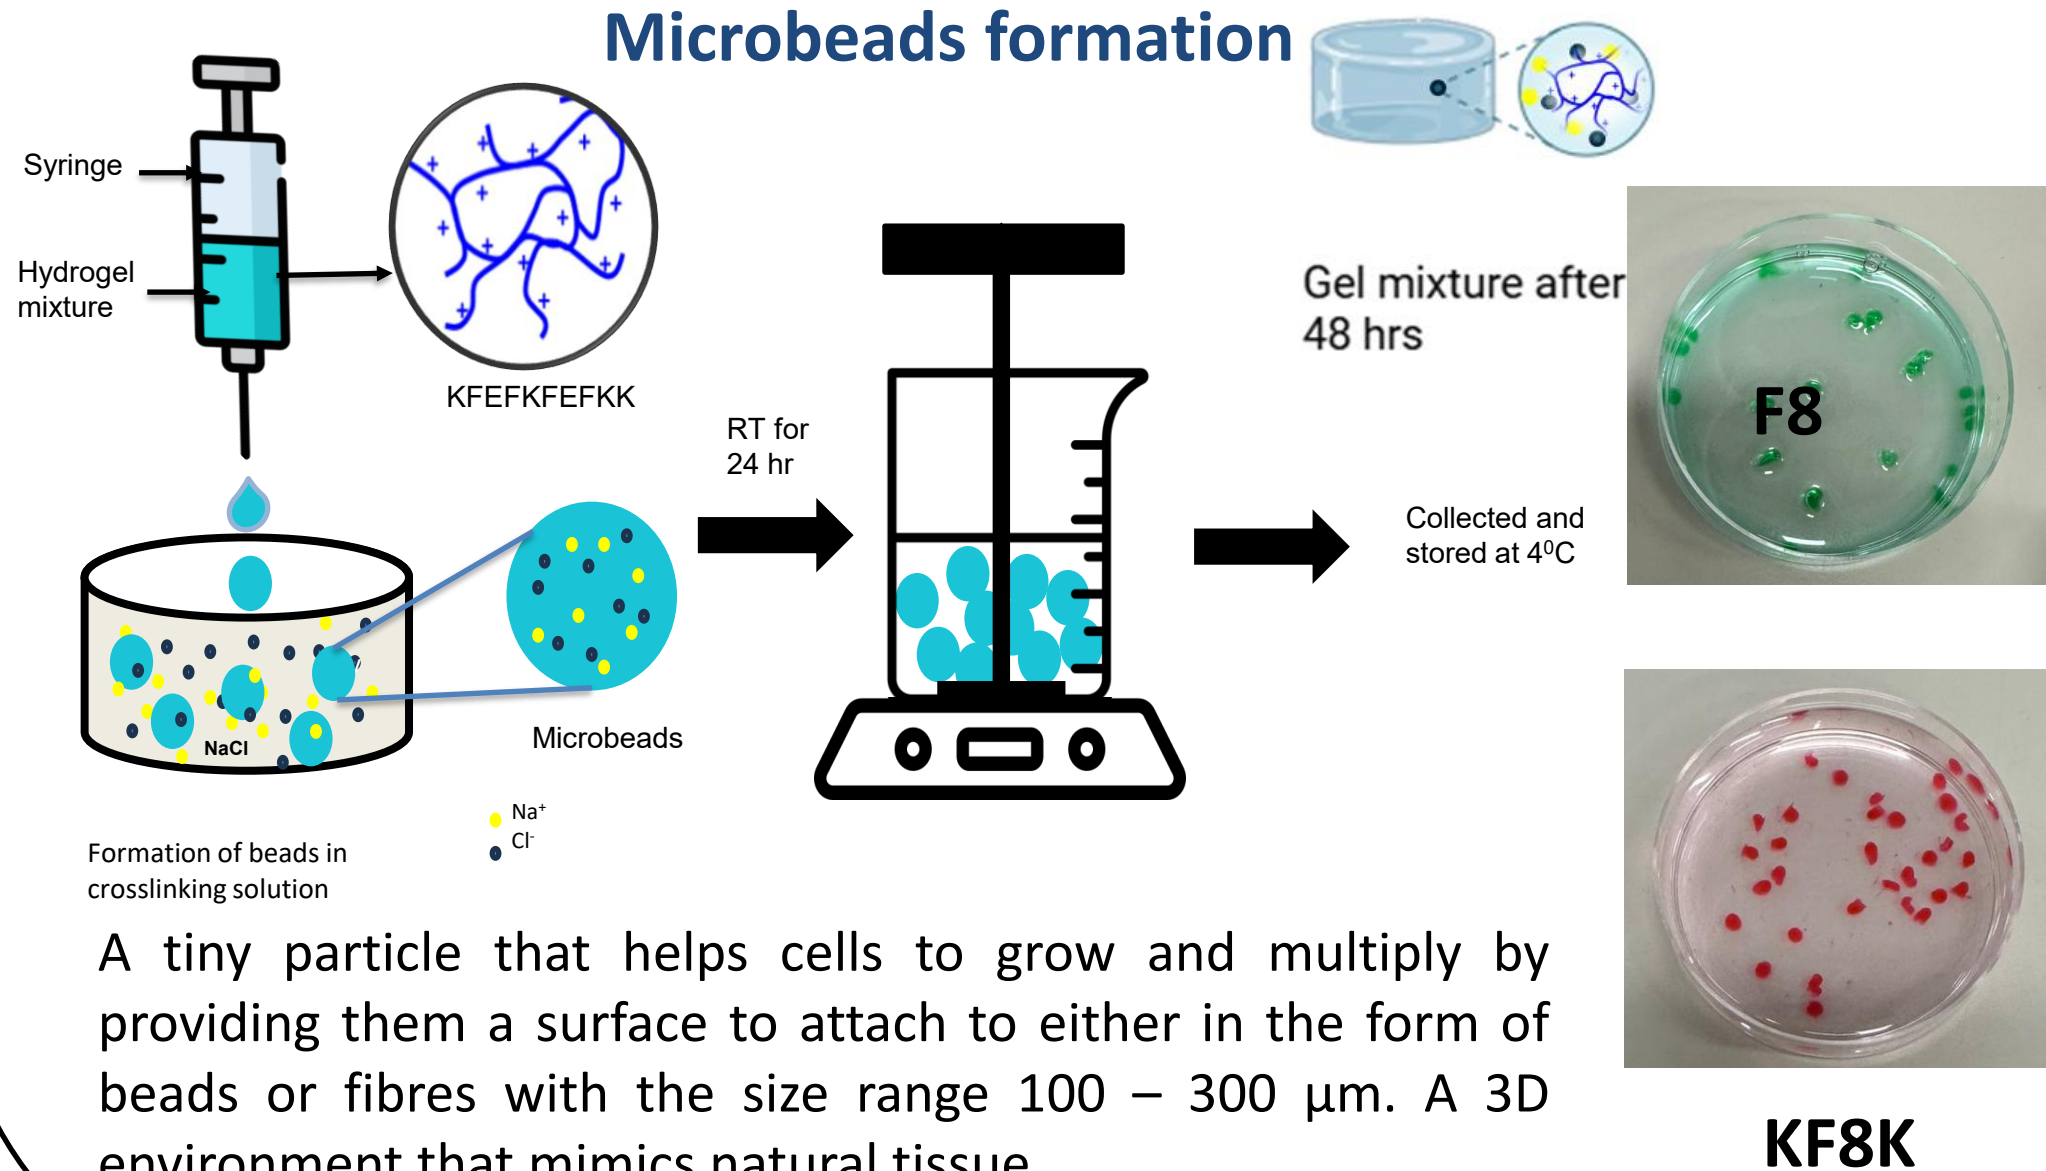 Microbeads formation
Syringe
Hydrogel
mixture
KFEFKFEFKK
RT for
24 hr
Gel mixture after
48 hrs
F8
Collected and
stored at 4⁰C
NaCl
Microbeads
Na⁺
Cl⁻
Formation of beads in
crosslinking solution
A tiny particle that helps cells to grow and multiply by
providing them a surface to attach to either in the form of
beads or fibres with the size range 100 – 300 µm. A 3D
environment that mimics natural tissue
KF8K